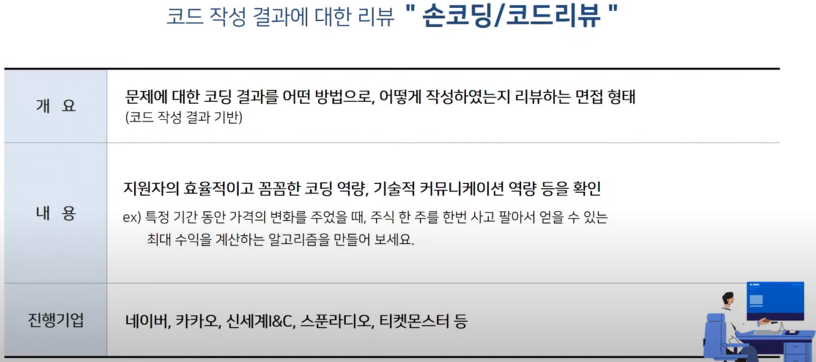 코드 작성 결과에 대한 리뷰 " 손코딩/코드리뷰 "
개 요
문제에 대한 코딩 결과를 어떤 방법으로, 어떻게 작성하였는지 리뷰하는 면접 형태
(코드 작성 결과 기반)
내 용
지원자의 효율적이고 꼼꼼한 코딩 역량, 기술적 커뮤니케이션 역량 등을 확인
ex) 특정 기간 동안 가격의 변화를 주었을 때, 주식 한 주를 한번 사고 팔아서 얻을 수 있는
최대 수익을 계산하는 알고리즘을 만들어 보세요.
진행기업
네이버, 카카오, 신세계I&C, 스푼라디오, 티켓몬스터 등